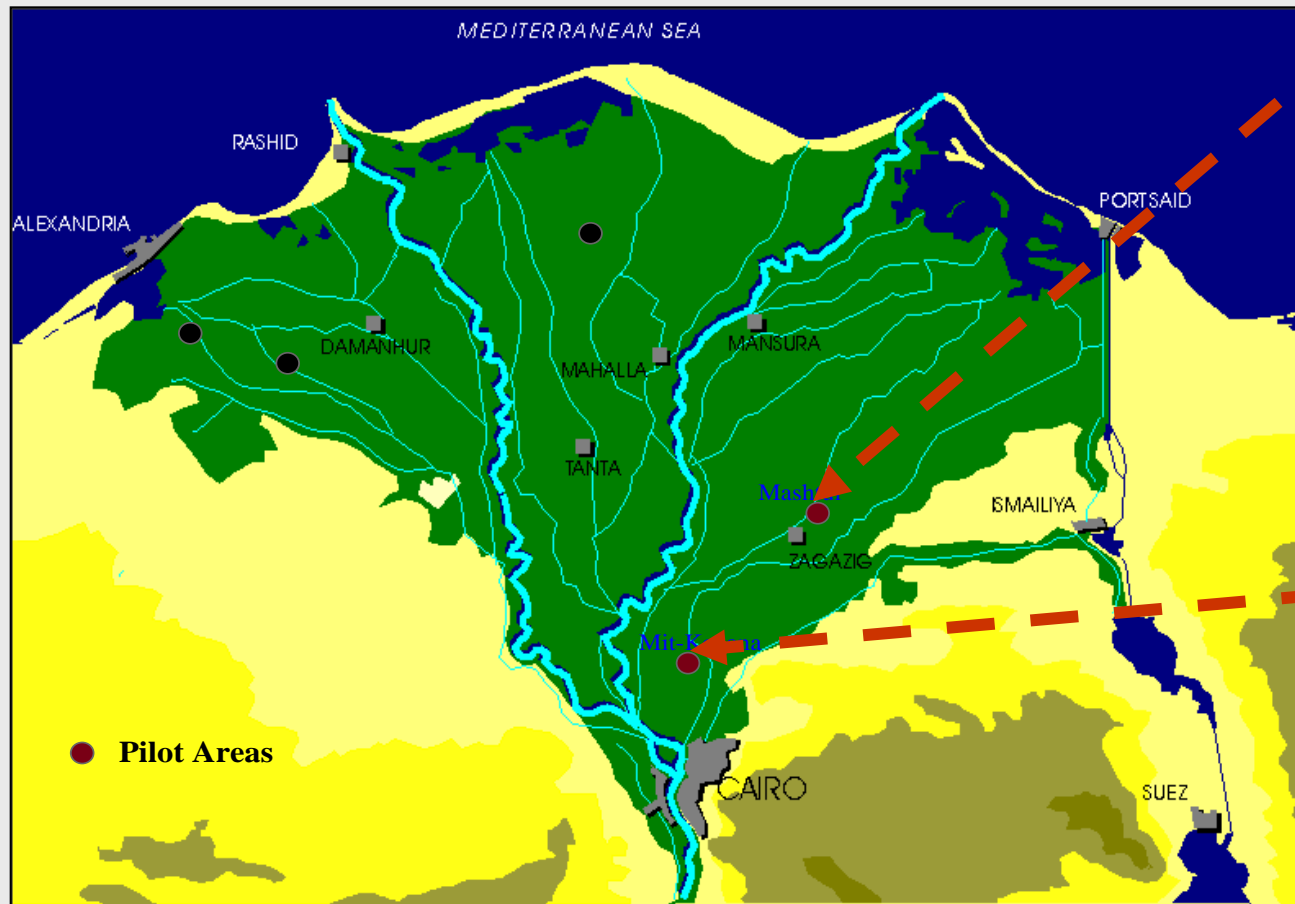 MEDITERRANEAN SEA
RASHID
PORTSAID
ALEXANDRIA
DAMANHUR
MANSURA
MAHALLA
TANTA
ISMAILIYA
ZAGAZIG
Pilot Areas
CAIRO
SUEZ